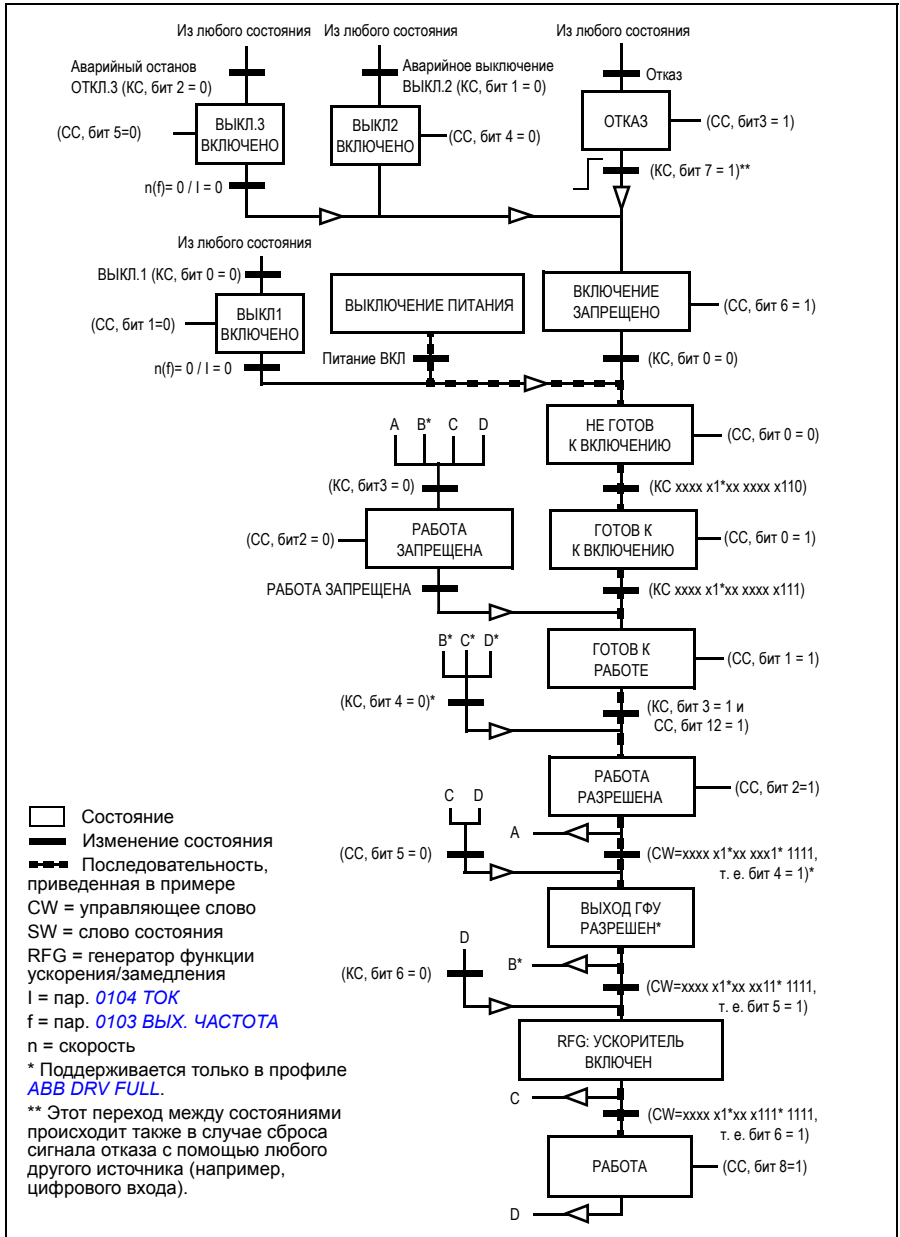 Из любого состояния Из любого состояния Из любого состояния
Аварийный останов
ОТКЛ.3 (КС, бит 2 = 0)
Аварийное выключение
ВЫКЛ.2 (КС, бит 1 = 0)
Отказ
(СС, бит 5=0)
ВЫКЛ.3
ВКЛЮЧЕНО
ВЫКЛ2
ВКЛЮЧЕНО
(СС, бит 4 = 0)
ОТКАЗ
(СС, бит3 = 1)
n(f)= 0 / I = 0
(КС, бит 7 = 1)**
Из любого состояния
ВЫКЛ.1 (КС, бит 0 = 0)
(СС, бит 1=0)
ВЫКЛ1
ВКЛЮЧЕНО
ВЫКЛЮЧЕНИЕ ПИТАНИЯ
ВКЛЮЧЕНИЕ
ЗАПРЕЩЕНО
(СС, бит 6 = 1)
n(f)= 0 / I = 0
Питание ВКЛ
(КС, бит 0 = 0)
A B* C D
НЕ ГОТОВ
К ВКЛЮЧЕНИЮ
(СС, бит 0 = 0)
(КС, бит3 = 0)
(КС xxxx x1*xx xxxx x110)
(СС, бит2 = 0)
РАБОТА
ЗАПРЕЩЕНА
ГОТОВ К
К ВКЛЮЧЕНИЮ
(СС, бит 0 = 1)
РАБОТА ЗАПРЕЩЕНА
(КС xxxx x1*xx xxxx x111)
B* C* D*
ГОТОВ К
РАБОТЕ
(СС, бит 1 = 1)
(КС, бит 4 = 0)*
(КС, бит 3 = 1 и
СС, бит 12 = 1)
РАБОТА
РАЗРЕШЕНА
(СС, бит 2=1)
C D
A
(СС, бит 5 = 0)
(CW=xxxx x1*xx xxx1* 1111,
т. е. бит 4 = 1)*
ВЫХОД ГФУ
РАЗРЕШЕН*
D
B*
(КС, бит 6 = 0)
(CW=xxxx x1*xx xx11* 1111,
т. е. бит 5 = 1)
RFG: УСКОРИТЕЛЬ
ВКЛЮЧЕН
C
(CW=xxxx x1*xx x111* 1111,
т. е. бит 6 = 1)
РАБОТА
(СС, бит 8=1)
D
Состояние
Изменение состояния
Последовательность,
приведенная в примере
CW = управляющее слово
SW = слово состояния
RFG = генератор функции
ускорения/замедления
I = пар. 0104 ТОК
f = пар. 0103 ВЫХ. ЧАСТОТА
n = скорость
* Поддерживается только в профиле
ABB DRV FULL.
** Этот переход между состояниями
происходит также в случае сброса
сигнала отказа с помощью любого
другого источника (например,
цифрового входа).